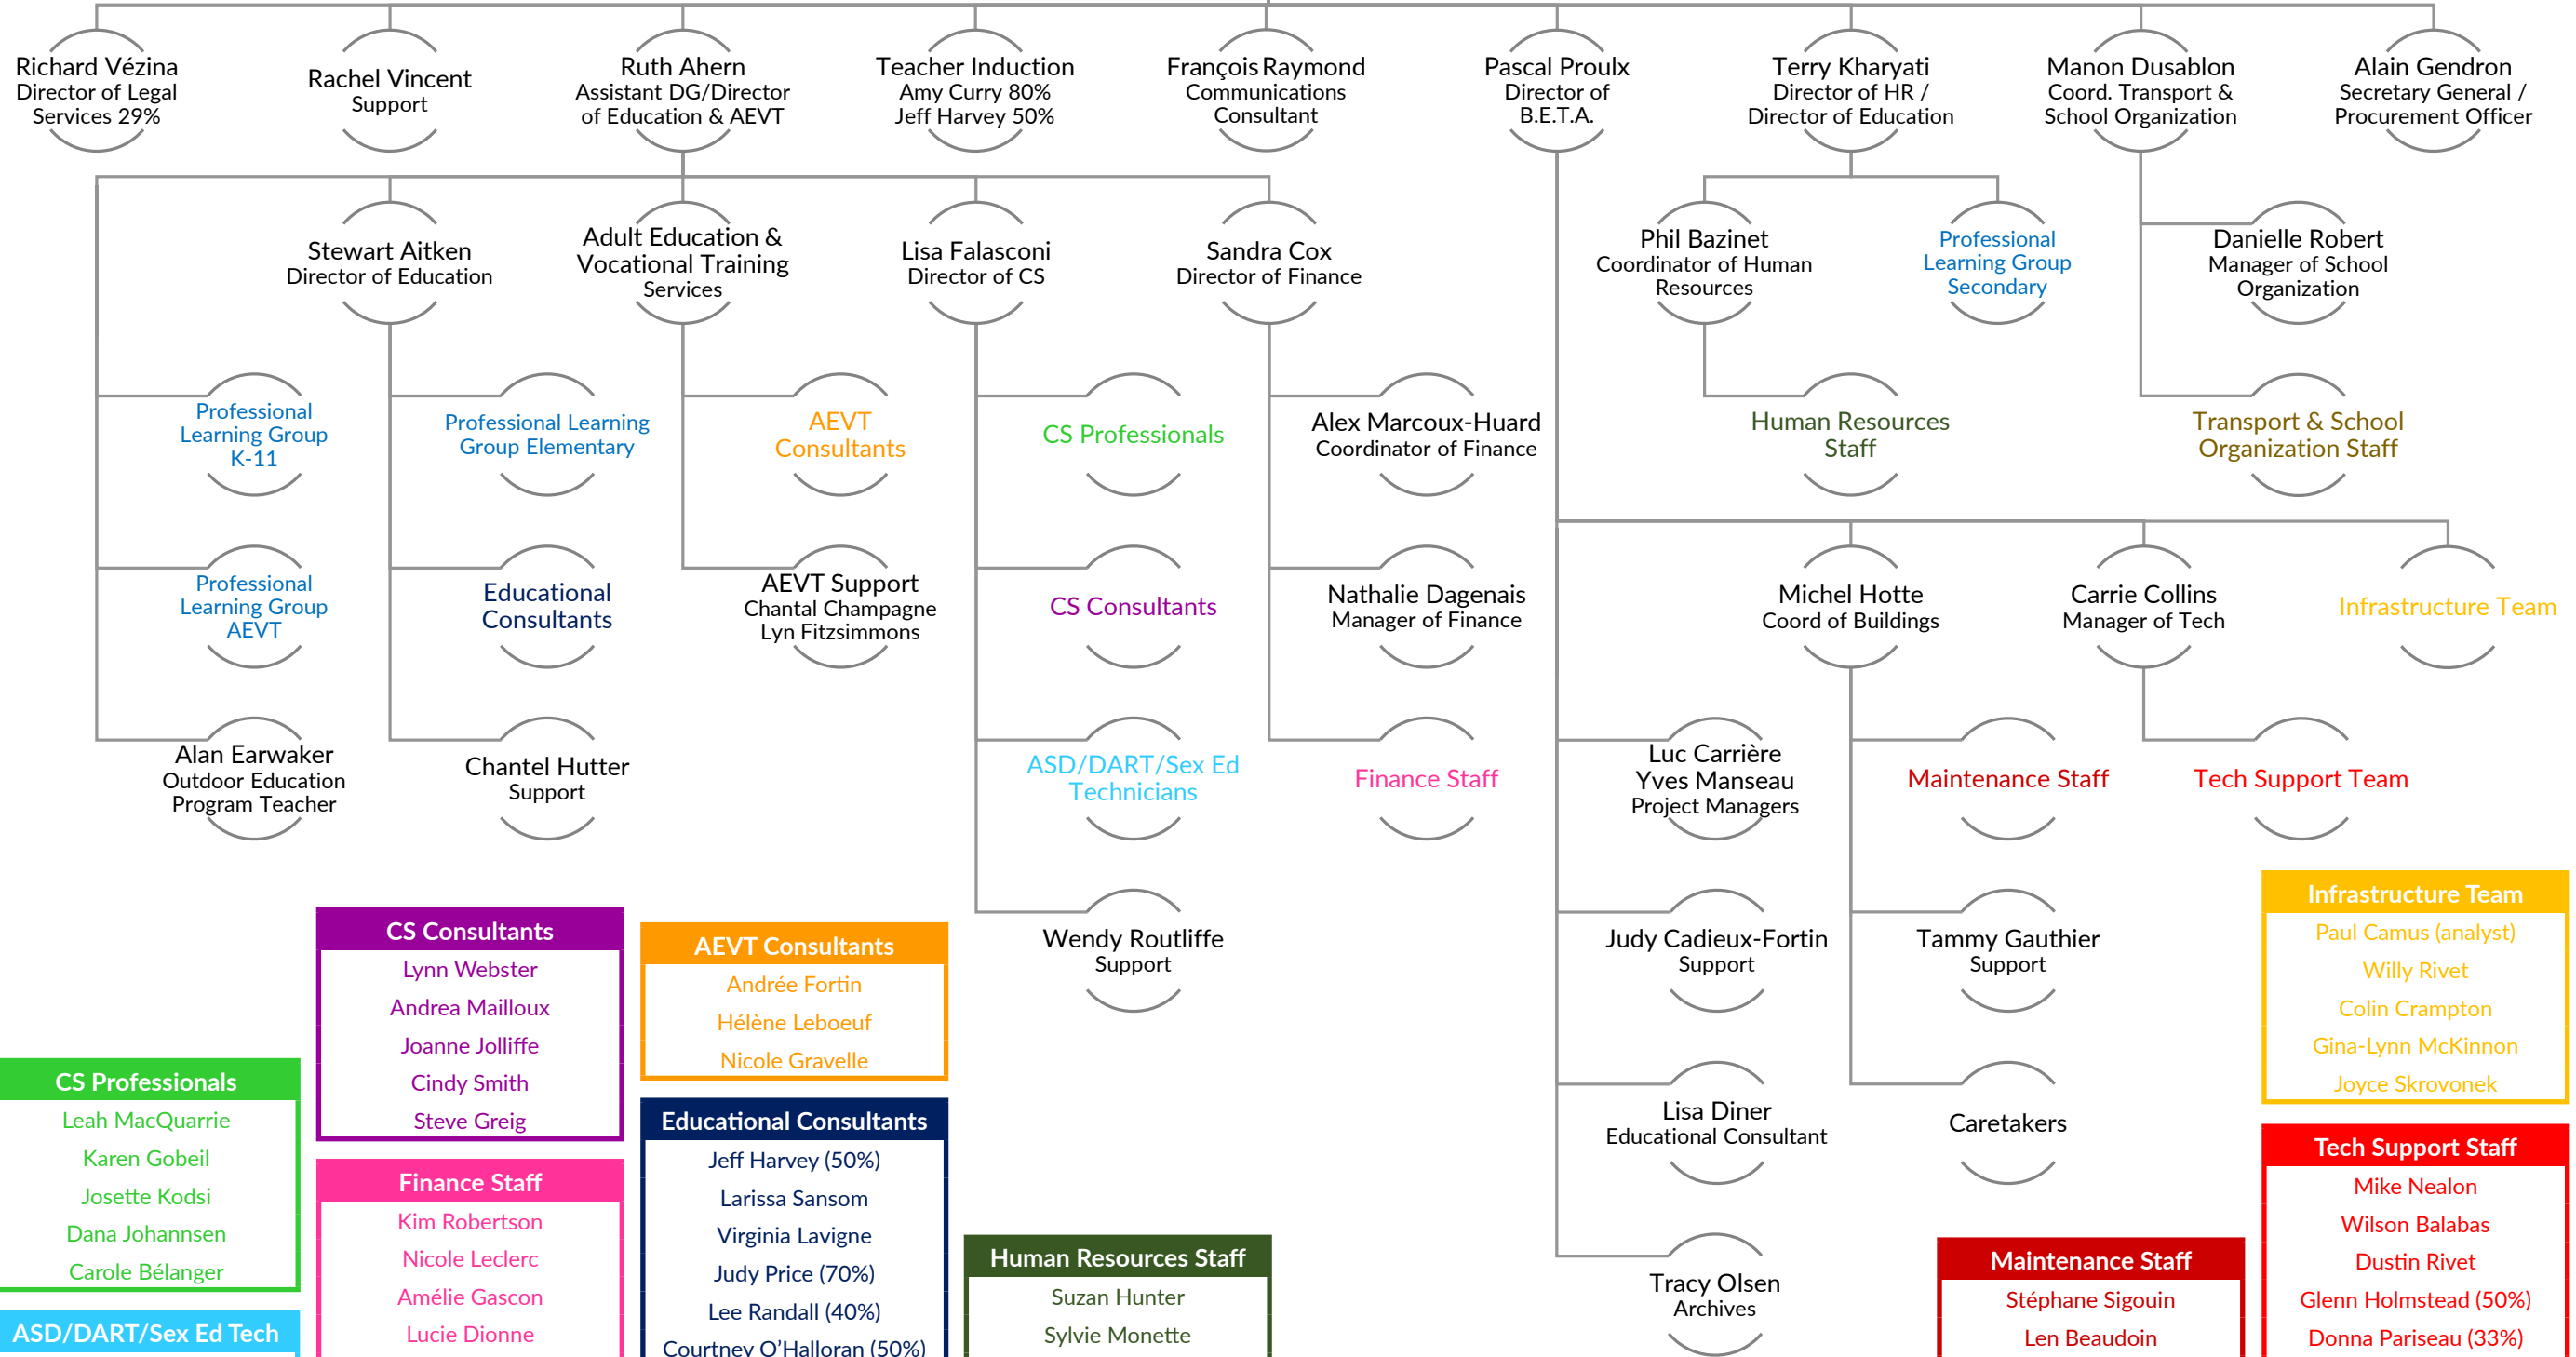 Richard Vézina
Director of Legal
Services 29%
Rachel Vincent
Support
Ruth Ahern
Assistant DG/Director
of Education & AEVT
Teacher Induction
Amy Curry 80%
Jeff Harvey 50%
François Raymond
Communications
Consultant
Pascal Proulx
Director of
B.E.T.A.
Terry Kharyati
Director of HR /
Director of Education
Manon Dusablon
Coord. Transport &
School Organization
Alain Gendron
Secretary General /
Procurement Officer
Stewart Aitken
Director of Education
Adult Education &
Vocational Training
Services
Lisa Falasconi
Director of CS
Sandra Cox
Director of Finance
Phil Bazinet
Coordinator of Human
Resources
Professional
Learning Group
Secondary
Danielle Robert
Manager of School
Organization
Professional
Learning Group
K-11
Professional Learning
Group Elementary
AEVT
Consultants
CS Professionals
Alex Marcoux-Huard
Coordinator of Finance
Human Resources
Staff
Transport & School
Organization Staff
Professional
Learning Group
AEVT
Educational
Consultants
AEVT Support
Chantal Champagne
Lyn Fitzsimmons
CS Consultants
Nathalie Dagenais
Manager of Finance
Michel Hotte
Coord of Buildings
Carrie Collins
Manager of Tech
Infrastructure Team
Alan Earwaker
Outdoor Education
Program Teacher
Chantel Hutter
Support
ASD/DART/Sex Ed
Technicians
Finance Staff
Luc Carrière
Yves Manseau
Project Managers
Maintenance Staff
Tech Support Team
Wendy Routliffe
Support
Judy Cadieux-Fortin
Support
Tammy Gauthier
Support
Lisa Diner
Educational Consultant
Caretakers
Tracy Olsen
Archives
CS Professionals
Leah MacQuarrie
Karen Gobeil
Josette Kodsi
Dana Johannsen
Carole Bélanger
ASD/DART/Sex Ed Tech
CS Consultants
Lynn Webster
Andrea Mailloux
Joanne Jolliffe
Cindy Smith
Steve Greig
Finance Staff
Kim Robertson
Nicole Leclerc
Amélie Gascon
Lucie Dionne
AEVT Consultants
Andrée Fortin
Hélène Leboeuf
Nicole Gravelle
Educational Consultants
Jeff Harvey (50%)
Larissa Sansom
Virginia Lavigne
Judy Price (70%)
Lee Randall (40%)
Courtney O'Halloran (50%)
Human Resources Staff
Suzan Hunter
Sylvie Monette
Maintenance Staff
Stéphane Sigouin
Len Beaudoin
Infrastructure Team
Paul Camus (analyst)
Willy Rivet
Colin Crampton
Gina-Lynn McKinnon
Joyce Skrovonek
Tech Support Staff
Mike Nealon
Wilson Balabas
Dustin Rivet
Glenn Holmstead (50%)
Donna Pariseau (33%)